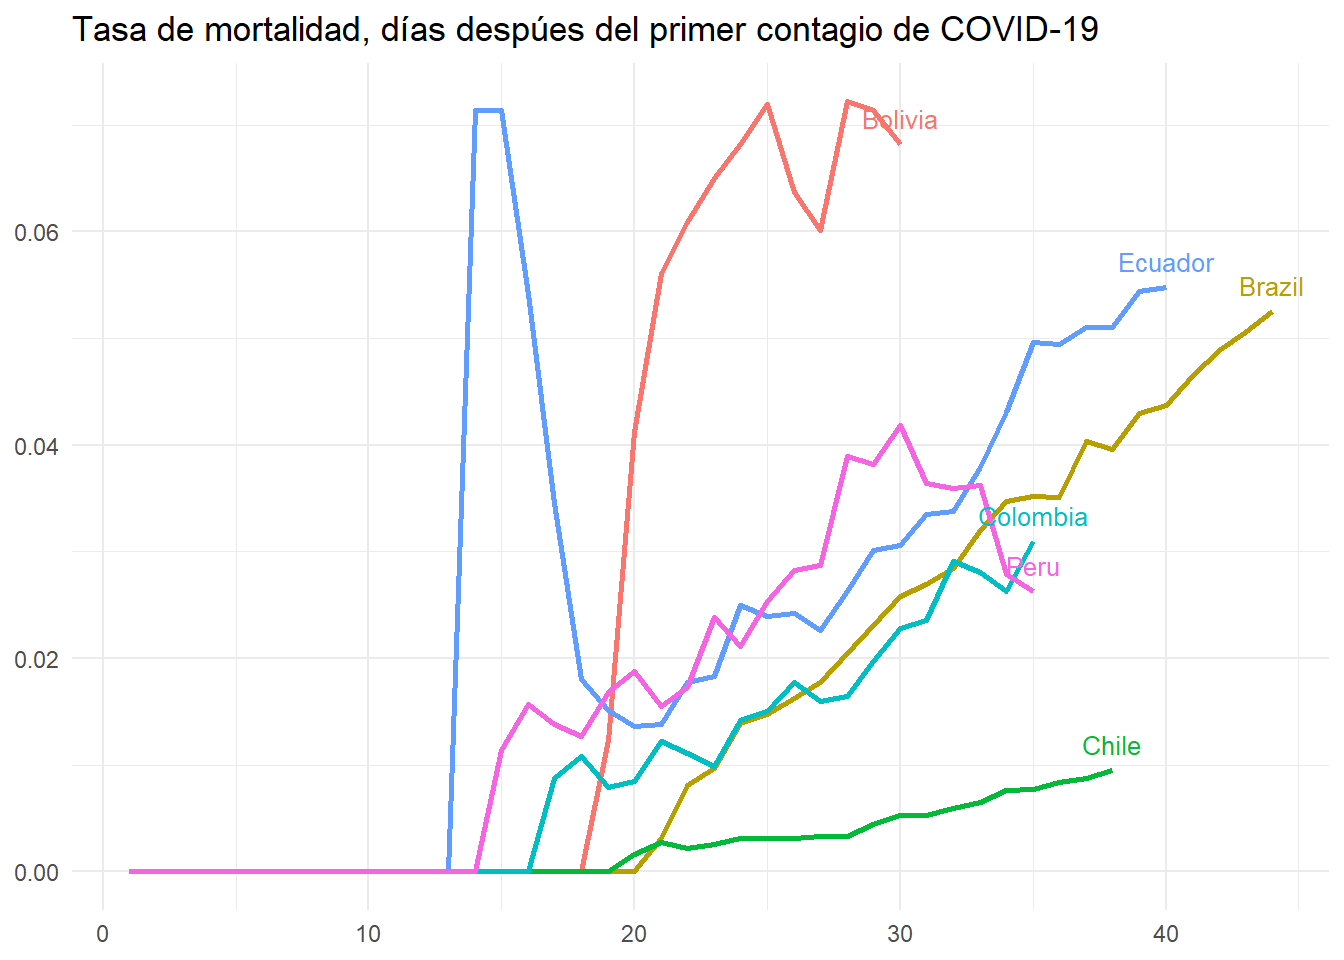 Tasa de mortalidad, días despúes del primer contagio de COVID-19
Bolivia
0.06
Ecuador
Brazil
0.04
Colombia
Peru
0.02
Chile
0.00
0 10 20 30 40